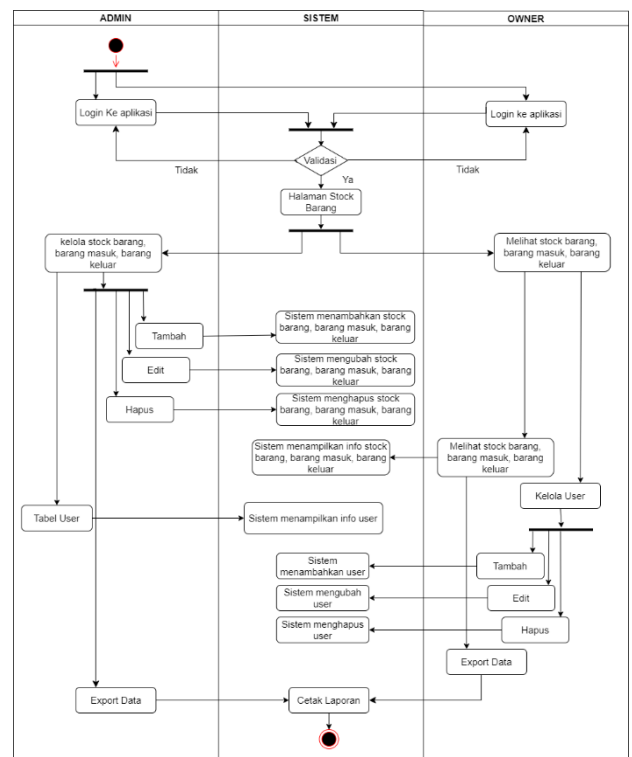 ADMIN
SISTEM
OWNER
Login Ke aplikasi
Login ke aplikasi
Validasi
Tidak
Tidak
Ya
Halaman Stock
Barang
kelola stock barang,
barang masuk, barang
keluar
Melihat stock barang,
barang masuk, barang
keluar
Tambah
Sistem menambahkan stock
barang, barang masuk, barang
keluar
Edit
Sistem mengubah stock
barang, barang masuk, barang
keluar
Hapus
Sistem menghapus stock
barang, barang masuk, barang
keluar
Sistem menampilkan info stock
barang, barang masuk, barang
keluar
Melihat stock barang,
barang masuk, barang
keluar
Kelola User
Tabel User
Sistem menampilkan info user
Sistem
menambahkan user
Tambah
Sistem mengubah
user
Edit
Sistem menghapus
user
Hapus
Export Data
Export Data
Cetak Laporan